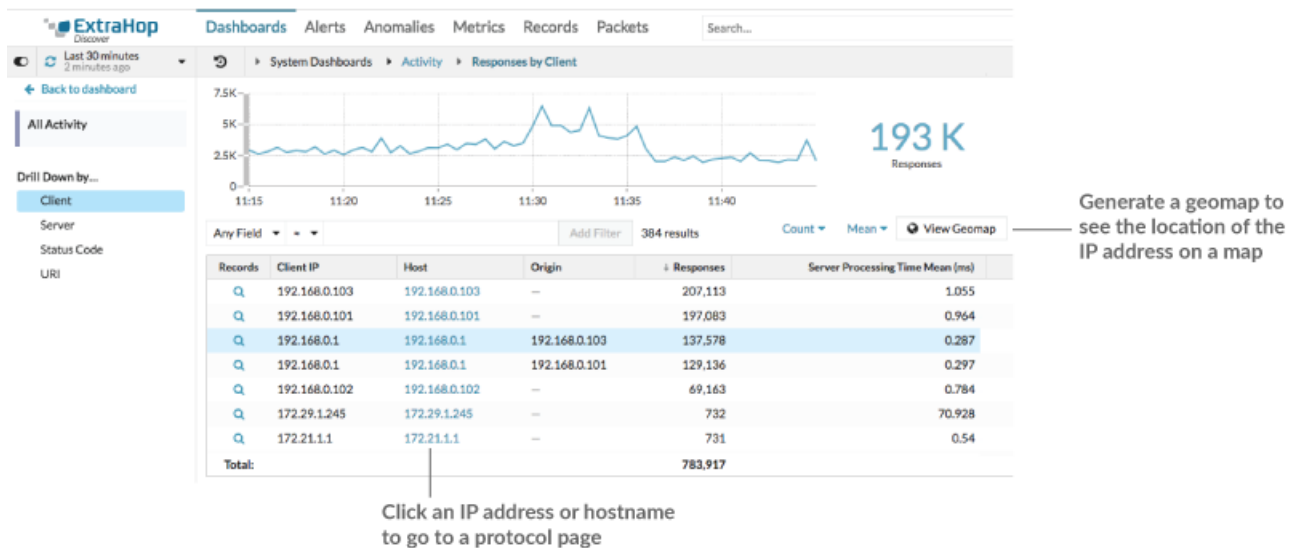 ExtraHop
Discover
Dashboards Alerts Anomalies Metrics Records Packets Search...
Last 30 minutes
2 minutes ago
System Dashboards Activity Responses by Client
Back to dashboard
All Activity
Drill Down by...
Client
Server
Status Code
URI
7.5K
5K
2.5K
0
11:15 11:20 11:25 11:30 11:35 11:40
193 K
Responses
Any Field = Add Filter 384 results Count Mean View Geomap
Records Client IP Host Origin ↓ Responses Server Processing Time Mean (ms)
192.168.0.103 192.168.0.103 — 207,113 1.055
192.168.0.101 192.168.0.101 — 197,083 0.964
192.168.0.1 192.168.0.1 192.168.0.103 137,578 0.287
192.168.0.1 192.168.0.1 192.168.0.101 129,136 0.297
192.168.0.102 192.168.0.102 — 69,163 0.784
172.29.1.245 172.29.1.245 — 732 70.928
172.21.1.1 172.21.1.1 — 731 0.54
Total: 783,917
Generate a geomap to
see the location of the
IP address on a map
Click an IP address or hostname
to go to a protocol page